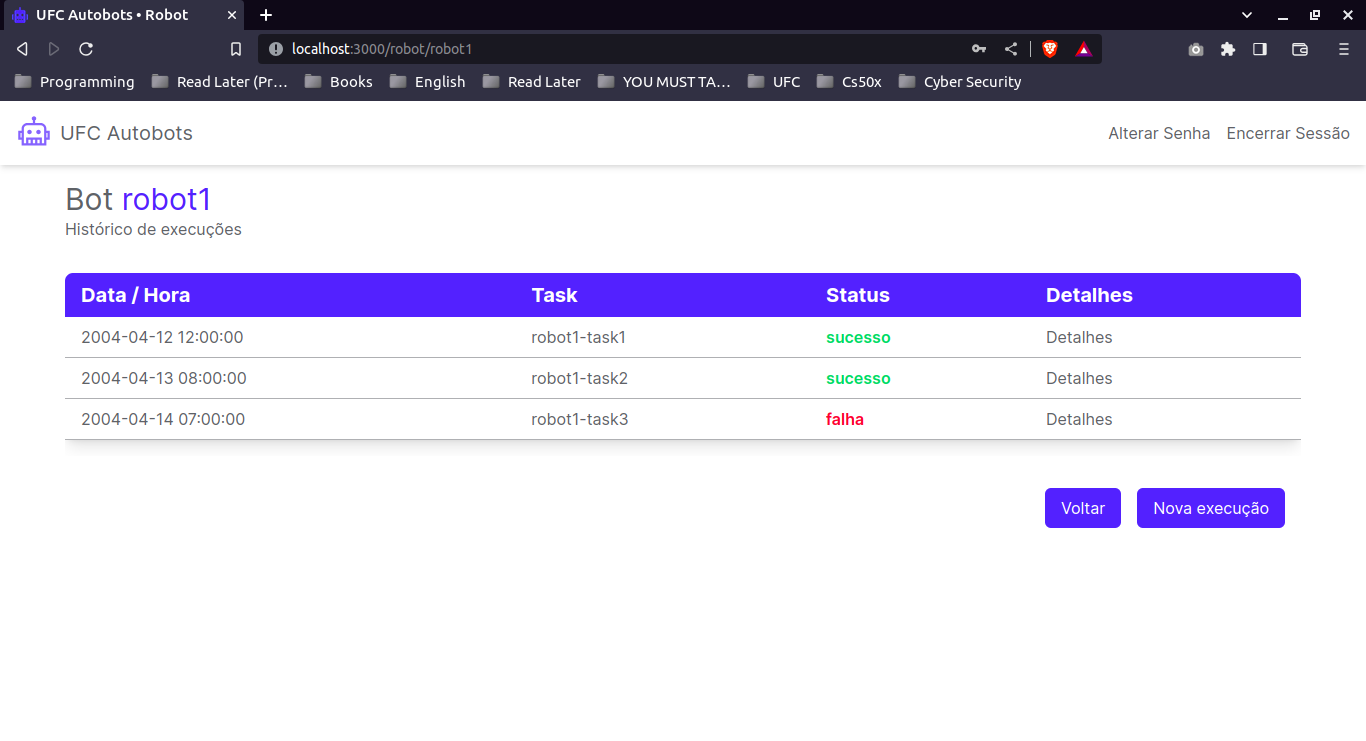 UFC Autobots • Robot
localhost:3000/robot/robot1
Programming Read Later (Pr... Books English Read Later YOU MUST TA... UFC Cs50x Cyber Security
UFC Autobots Alterar Senha Encerrar Sessão
Bot robot1
Histórico de execuções
Data / Hora Task Status Detalhes
2004-04-12 12:00:00 robot1-task1 sucesso Detalhes
2004-04-13 08:00:00 robot1-task2 sucesso Detalhes
2004-04-14 07:00:00 robot1-task3 falha Detalhes
Voltar Nova execução